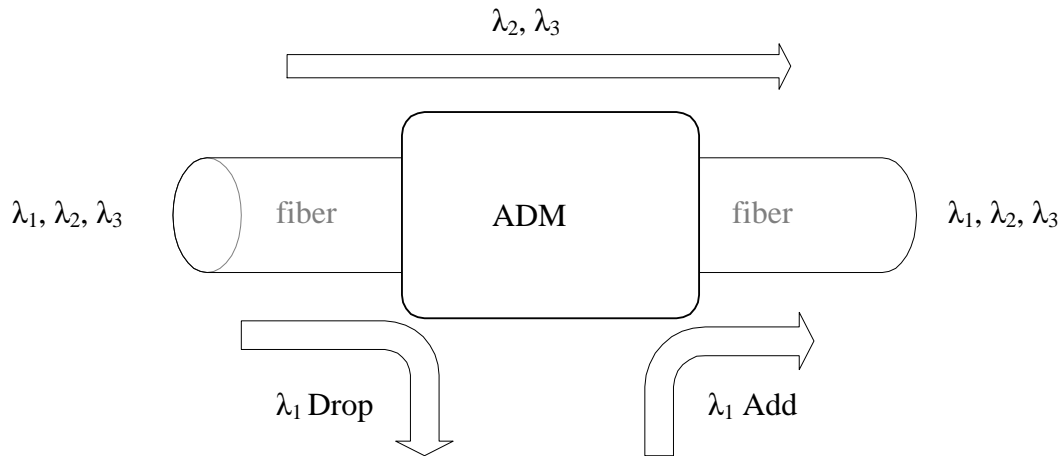 λ₂, λ₃
λ₁, λ₂, λ₃
fiber
ADM
fiber
λ₁, λ₂, λ₃
λ₁ Drop
λ₁ Add